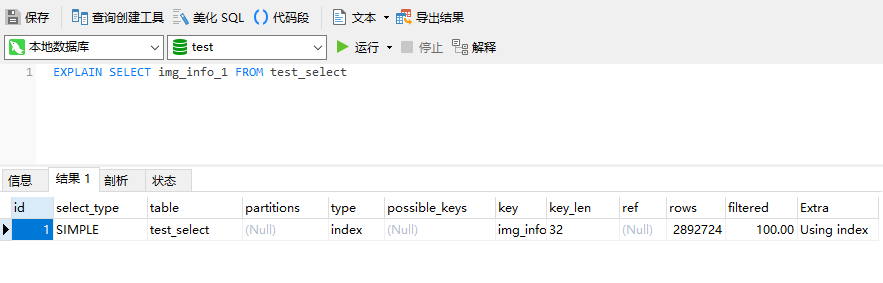 保存 查询创建工具 美化 SQL 代码段 文本 导出结果
本地数据库 test 运行 停止 解释
1 EXPLAIN SELECT img_info_1 FROM test_select
信息 结果 1 剖析 状态
id select_type table partitions type possible_keys key key_len ref rows filtered Extra
1 SIMPLE test_select (Null) index (Null) img_info 32 (Null) 2892724 100.00 Using index